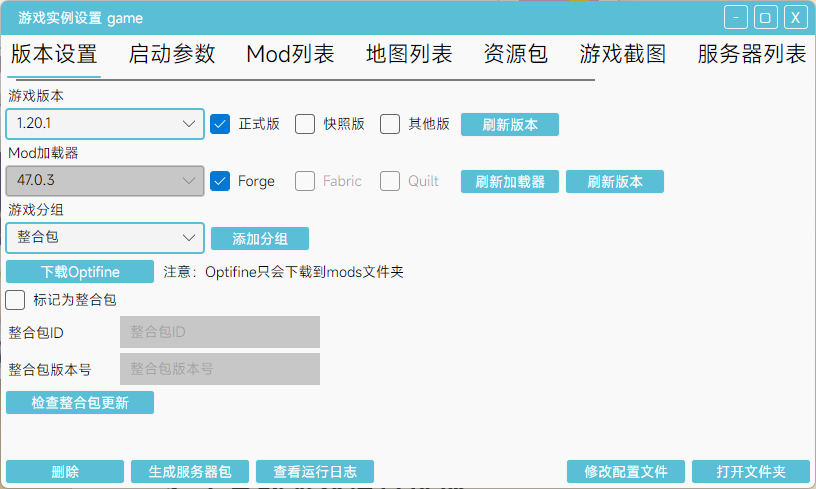 游戏实例设置 game
版本设置 启动参数 Mod列表 地图列表 资源包 游戏截图 服务器列表
游戏版本
1.20.1 正式版 快照版 其他版 刷新版本
Mod加载器
47.0.3 Forge Fabric Quilt 刷新加载器 刷新版本
游戏分组
整合包 添加分组
下载Optifine 注意：Optifine只会下载到mods文件夹
标记为整合包
整合包ID 整合包ID
整合包版本号 整合包版本号
检查整合包更新
删除 生成服务器包 查看运行日志 修改配置文件 打开文件夹